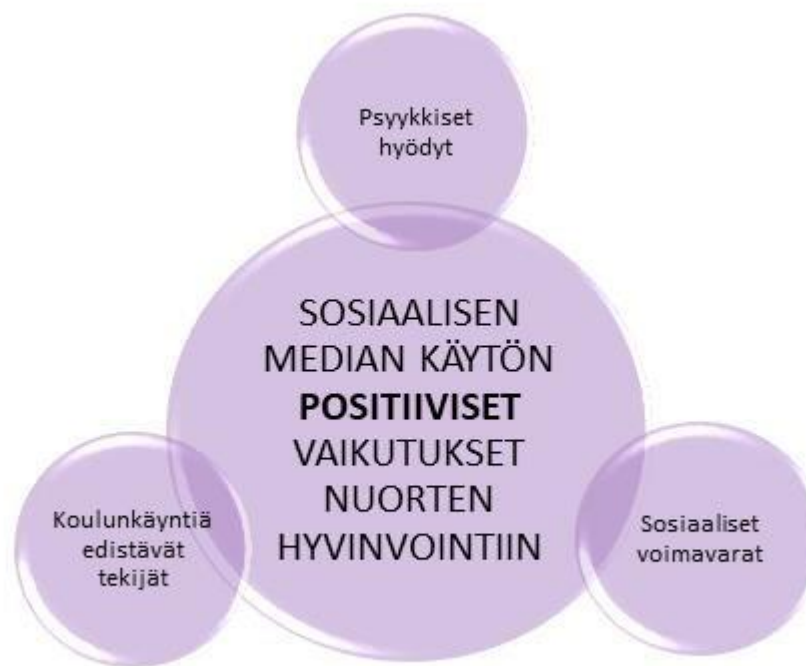 Psyykkiset
hyödyt
SOSIAALISEN
MEDIAN KÄYTÖN
POSITIIVISET
VAIKUTUKSET
NUORTEN
HYVINVOINTIIN
Koulunkäyntiä
edistävät
tekijät
Sosiaaliset
voimavarat